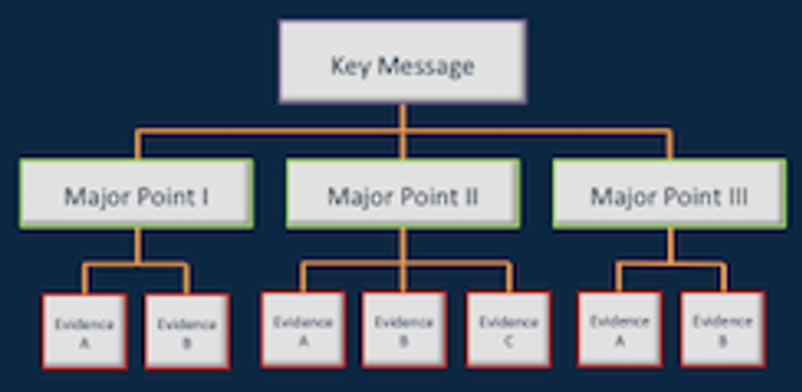 Key Message
Major Point I
Major Point II
Major Point III
Evidence
A
Evidence
B
Evidence
A
Evidence
B
Evidence
C
Evidence
A
Evidence
B